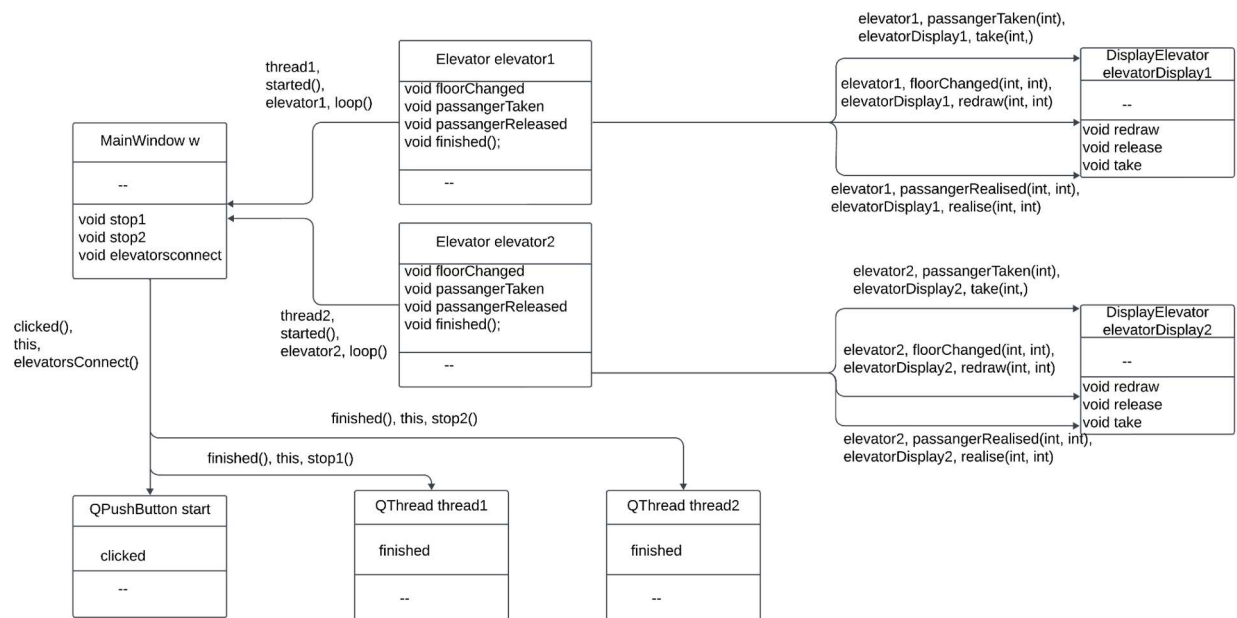 elevator1, passangerTaken(int),
elevatorDisplay1, take(int,)
thread1,
started(),
elevator1, loop()
Elevator elevator1
void floorChanged
void passangerTaken
void passangerReleased
void finished();
--
elevator1, floorChanged(int, int),
elevatorDisplay1, redraw(int, int)
elevator1, passangerRealised(int, int),
elevatorDisplay1, realise(int, int)
DisplayElevator
elevatorDisplay1
--
void redraw
void release
void take
MainWindow w
--
void stop1
void stop2
void elevatorsconnect
Elevator elevator2
void floorChanged
void passangerTaken
void passangerReleased
void finished();
--
thread2,
started(),
elevator2, loop()
elevator2, passangerTaken(int),
elevatorDisplay2, take(int,)
elevator2, floorChanged(int, int),
elevatorDisplay2, redraw(int, int)
elevator2, passangerRealised(int, int),
elevatorDisplay2, realise(int, int)
DisplayElevator
elevatorDisplay2
--
void redraw
void release
void take
clicked(),
this,
elevatorsConnect()
finished(), this, stop2()
finished(), this, stop1()
QPushButton start
clicked
--
QThread thread1
finished
--
QThread thread2
finished
--